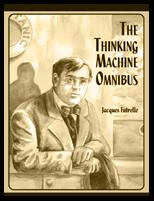 THE
THINKING
MACHINE
OMNIBUS
Jacques Futrelle